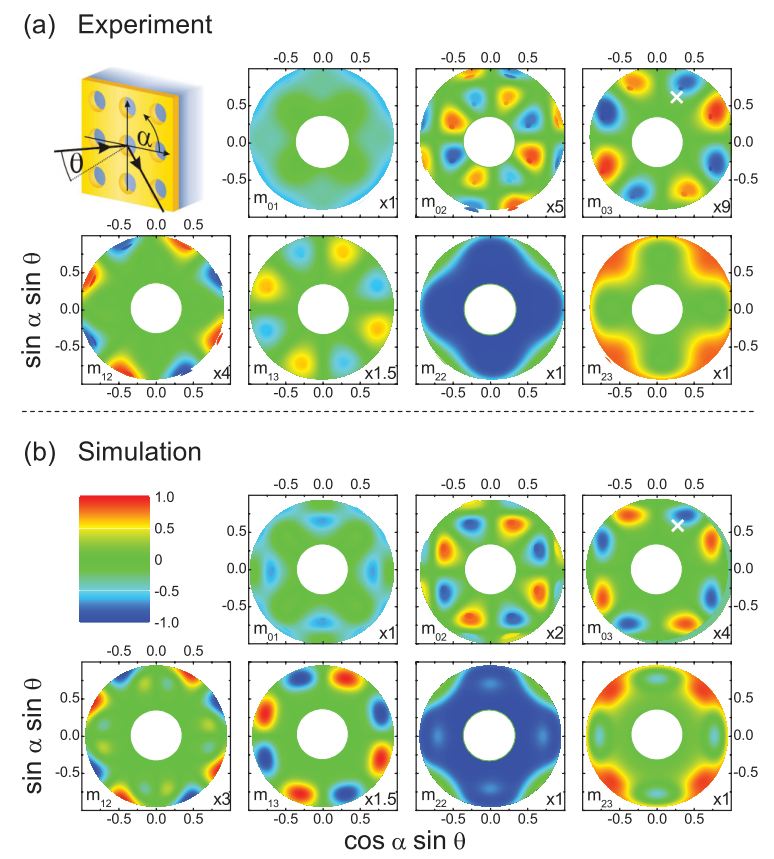 (a) Experiment
-0.5 0.0 0.5 -0.5 0.0 0.5 -0.5 0.0 0.5
α
θ
0.5
0.0
-0.5
m01 x1 m02 x5 m03 x9
-0.5 0.0 0.5
sin α sin θ
0.5 0.5
0.0 0.0
-0.5 -0.5
m12 x4 m13 x1.5 m22 x1 m23 x1
-0.5 0.0 0.5 -0.5 0.0 0.5
(b) Simulation
-0.5 0.0 0.5 -0.5 0.0 0.5 -0.5 0.0 0.5
1.0
0.5
0
-0.5
-1.0
0.5
0.0
-0.5
m01 x1 m02 x2 m03 x4
-0.5 0.0 0.5
sin α sin θ
0.5 0.5
0.0 0.0
-0.5 -0.5
m12 x3 m13 x1.5 m22 x1 m23 x1
-0.5 0.0 0.5 -0.5 0.0 0.5 -0.5 0.0 0.5 -0.5 0.0 0.5
cos α sin θ